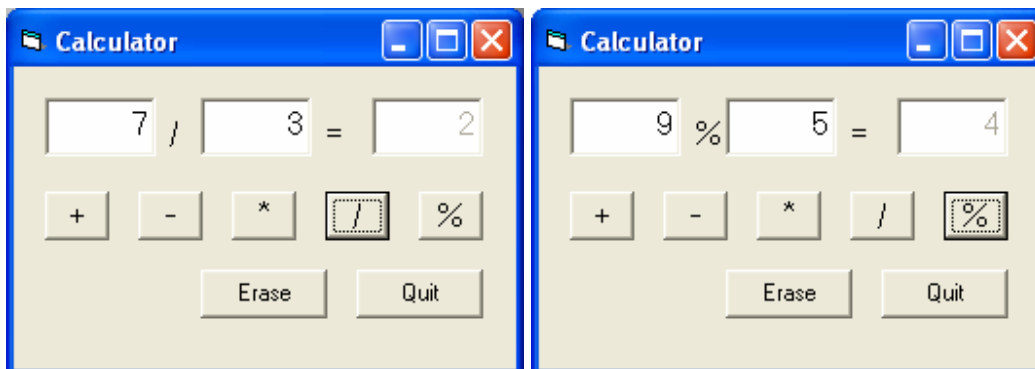 Calculator
7 / 3 = 2
+ - * / %
Erase Quit
Calculator
9 % 5 = 4
+ - * / %
Erase Quit